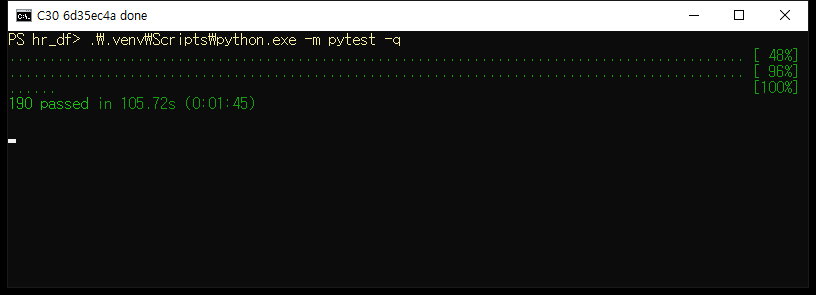 C:\. C30 6d35ec4a done
PS hr_df> .₩.venv₩Scripts₩python.exe -m pytest -q
............................................................................................ [ 48%]
............................................................................................ [ 96%]
...... [100%]
190 passed in 105.72s (0:01:45)